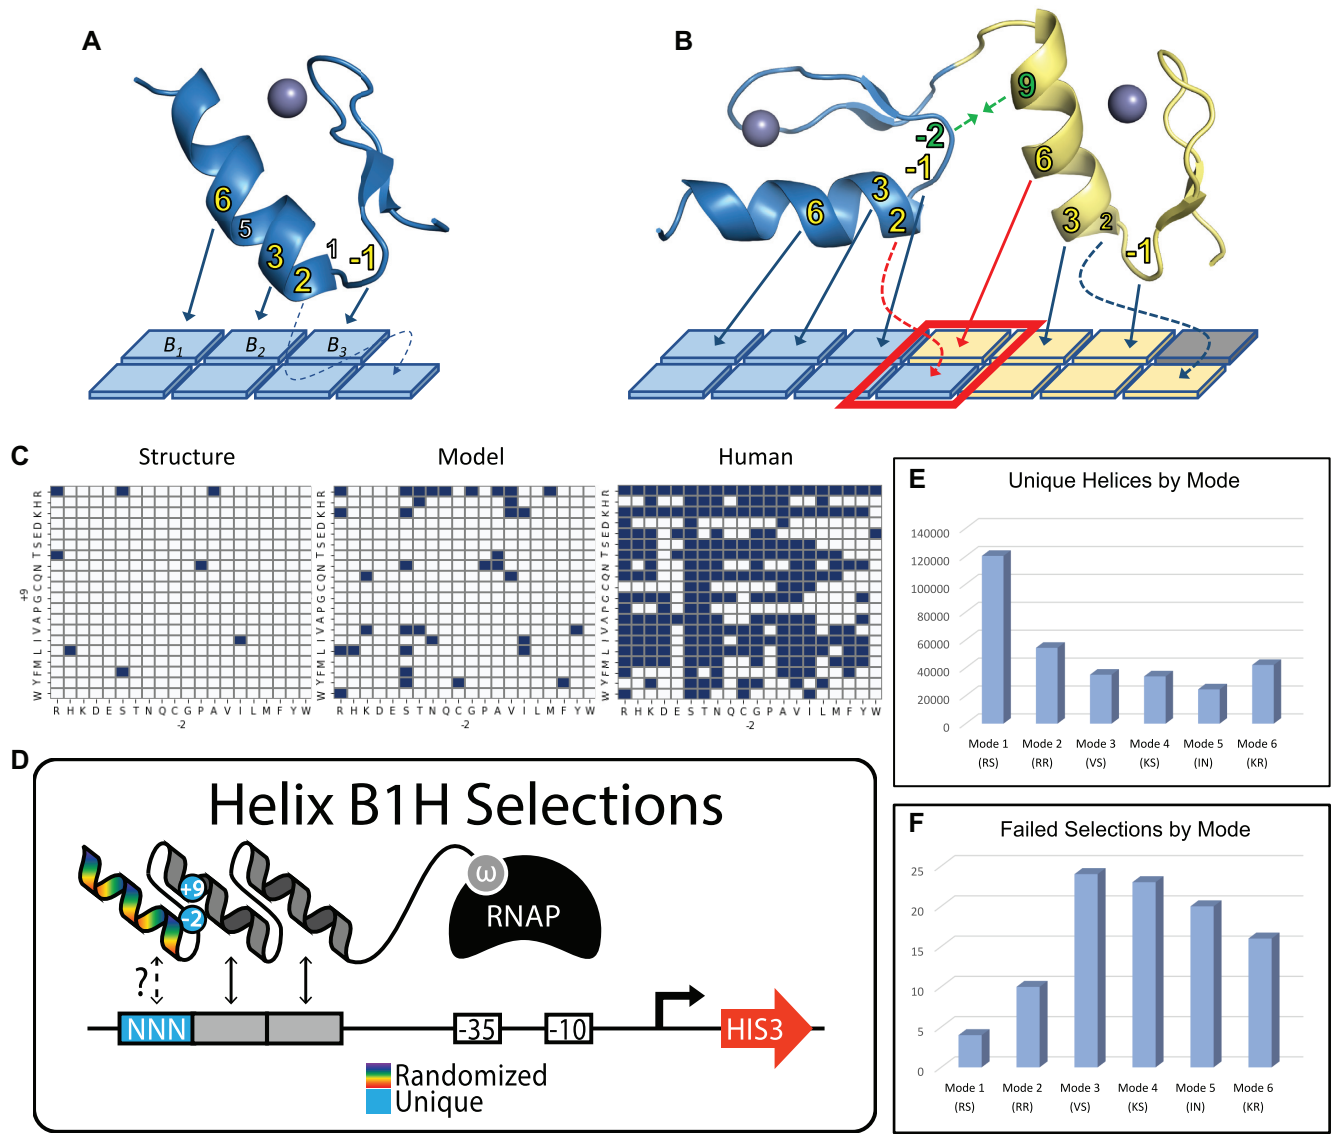 A
6
5
3
2
1
-1
B1 B2 B3
B
9
-2
-1
6
3
6
2
3
2
-1
C
Structure
Model
Human
+9
W Y F M L I V A P G C Q N T S E D K H R
W Y F M L I V A P G C Q N T S E D K H R
W Y F M L I V A P G C Q N T S E D K H R
R H K D E S T N Q C G P A V I L M F Y W
R H K D E S T N Q C G P A V I L M F Y W
R H K D E S T N Q C G P A V I L M F Y W
-2
-2
-2
D
Helix B1H Selections
+9
-2
ω
RNAP
?
NNN
-35
-10
HIS3
Randomized
Unique
E
Unique Helices by Mode
140000
120000
100000
80000
60000
40000
20000
0
Mode 1 Mode 2 Mode 3 Mode 4 Mode 5 Mode 6
(RS) (RR) (VS) (KS) (IN) (KR)
F
Failed Selections by Mode
25
20
15
10
5
0
Mode 1 Mode 2 Mode 3 Mode 4 Mode 5 Mode 6
(RS) (RR) (VS) (KS) (IN) (KR)